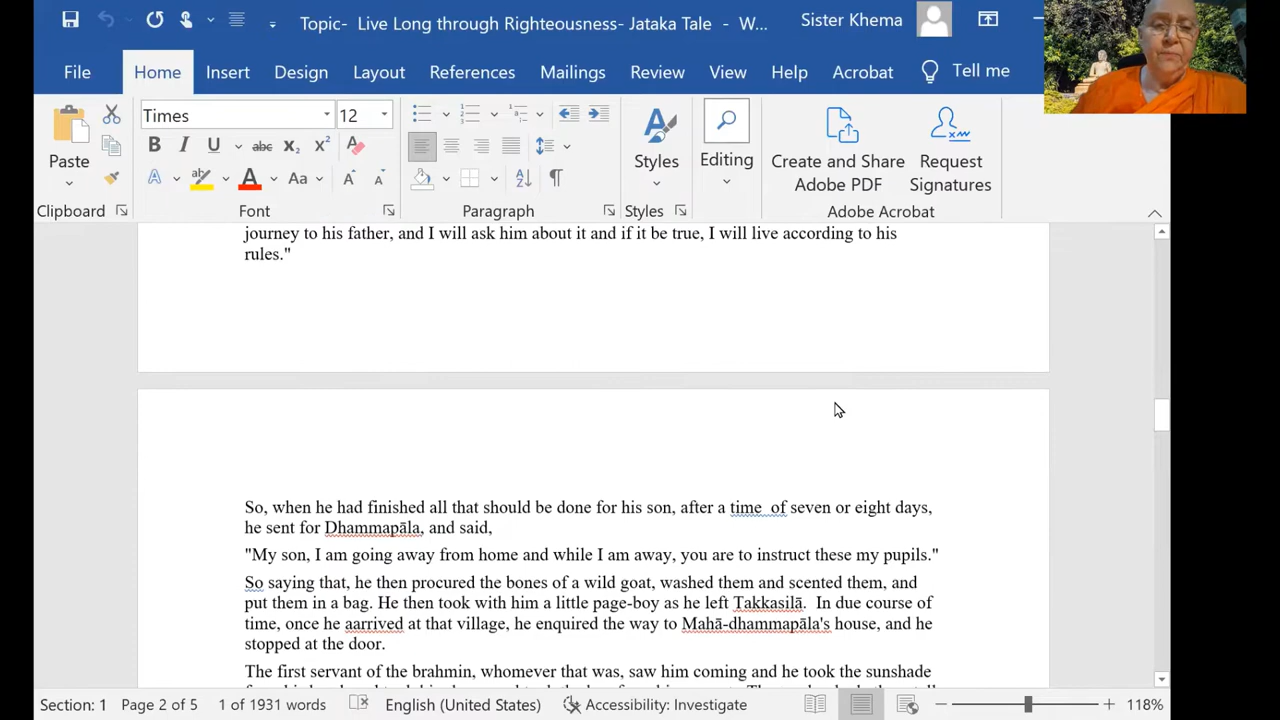 Topic- Live Long through Righteousness- Jataka Tale - W...
Sister Khema
File Home Insert Design Layout References Mailings Review View Help Acrobat Tell me
Times 12
Paste
Styles
Editing
Create and Share Adobe PDF
Request Signatures
Clipboard Font Paragraph Styles Adobe Acrobat
journey to his father, and I will ask him about it and if it be true, I will live according to his
rules."
So, when he had finished all that should be done for his son, after a time of seven or eight days,
he sent for Dhammapāla, and said,
"My son, I am going away from home and while I am away, you are to instruct these my pupils."
So saying that, he then procured the bones of a wild goat, washed them and scented them, and
put them in a bag. He then took with him a little page-boy as he left Takkasilā. In due course of
time, once he aarrived at that village, he enquired the way to Mahā-dhammapāla's house, and he
stopped at the door.
The first servant of the brahmin, whomever that was, saw him coming and he took the sunshade
Section: 1 Page 2 of 5 1 of 1931 words English (United States) Accessibility: Investigate 118%